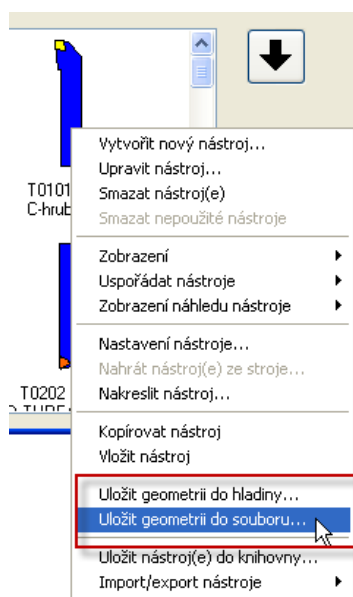 Vytvořit nový nástroj...
Upravit nástroj...
T0101
Smazat nástroj(e)
C-hrub
Smazat nepoužité nástroje
Zobrazení
Uspořádat nástroje
Zobrazení náhledu nástroje
Nastavení nástroje...
Nahrát nástroj(e) ze stroje...
T0202
Nakreslit nástroj...
Kopírovat nástroj
Vložit nástroj
Uložit geometrii do hladiny...
Uložit geometrii do souboru...
Uložit nástroj(e) do knihovny...
Import/export nástroje